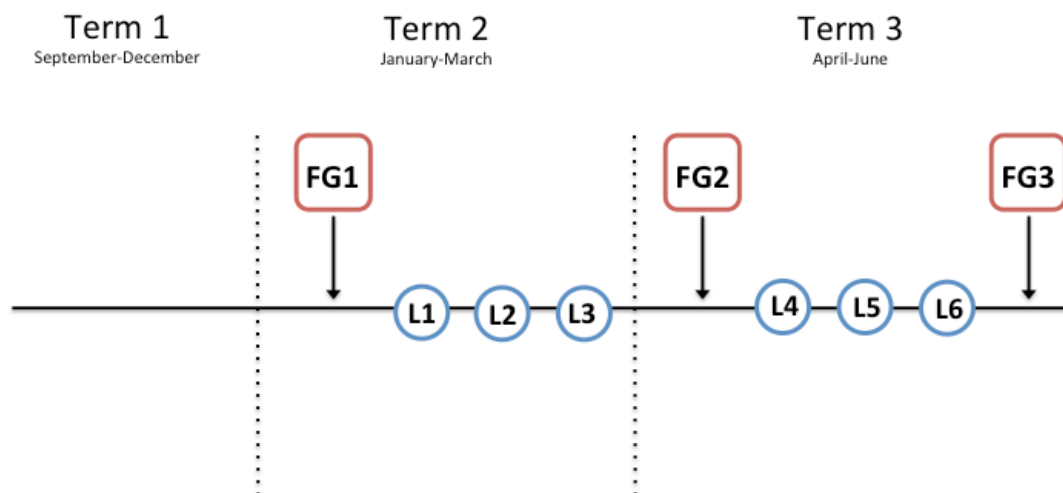 Term 1
September-December
Term 2
January-March
Term 3
April-June
FG1
FG2
FG3
L1
L2
L3
L4
L5
L6